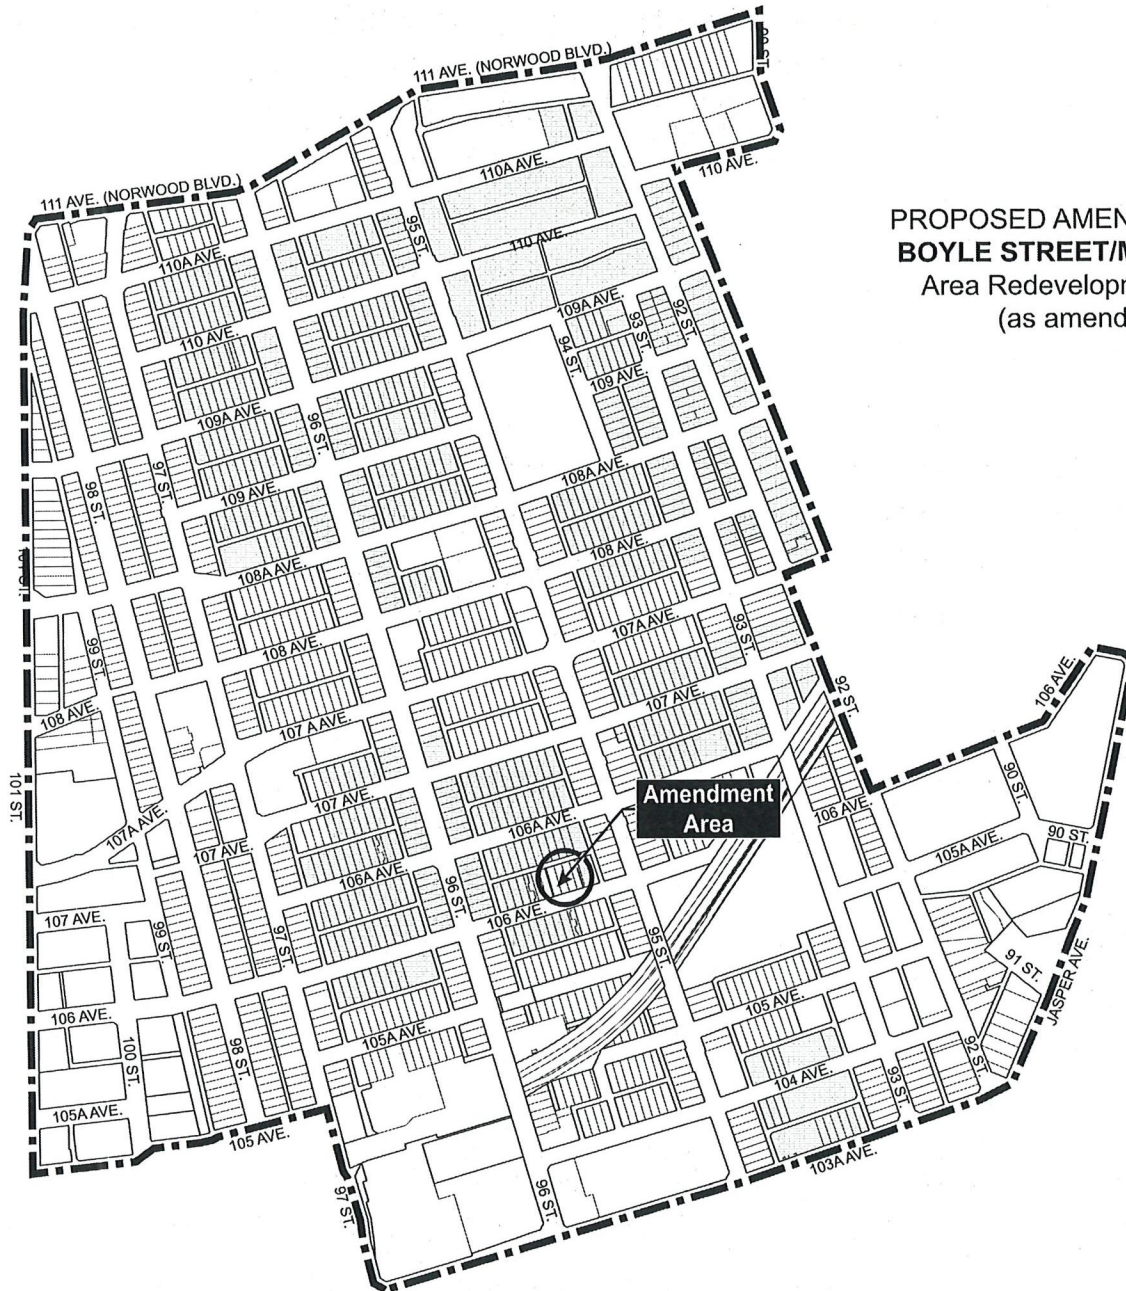 111 AVE. (NORWOOD BLVD.)
110 AVE.
110A AVE.
111 AVE. (NORWOOD BLVD.)
95 ST.
110 AVE.
110A AVE.
PROPOSED AMEN
BOYLE STREET/M
Area Redevelopm
(as amend
109A AVE.
93 ST.
92 ST.
94 ST.
110 AVE.
109 AVE.
109A AVE.
96 ST.
108A AVE.
97 ST.
98 ST.
109 AVE.
108 AVE.
108A AVE.
107A AVE.
93 ST.
99 ST.
108 AVE.
92 ST.
106 AVE.
107 AVE.
108 AVE.
107 A AVE.
90 ST.
101 ST.
107 AVE.
Amendment
Area
106 AVE.
107A AVE.
106A AVE.
90 ST.
105A AVE.
107 AVE.
106A AVE.
96 ST.
106 AVE.
107 AVE.
99 ST.
97 ST.
95 ST.
91 ST.
JASPER AVE.
105 AVE.
106 AVE.
105A AVE.
100 ST.
98 ST.
92 ST.
104 AVE.
93 ST.
105A AVE.
105 AVE.
103A AVE.
97 ST.
96 ST.